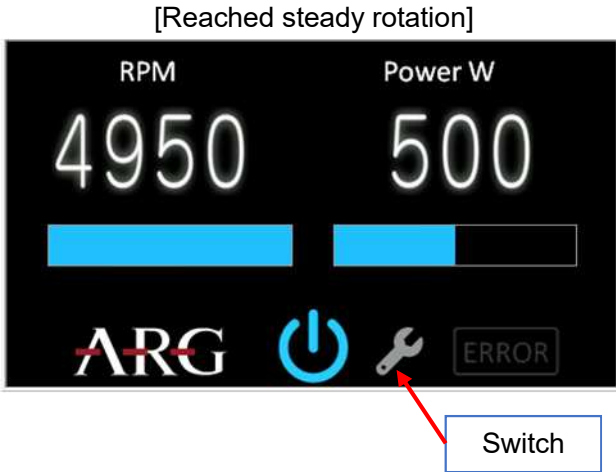 [Reached steady rotation]
RPM Power W
4950 500
ARG ERROR
Switch